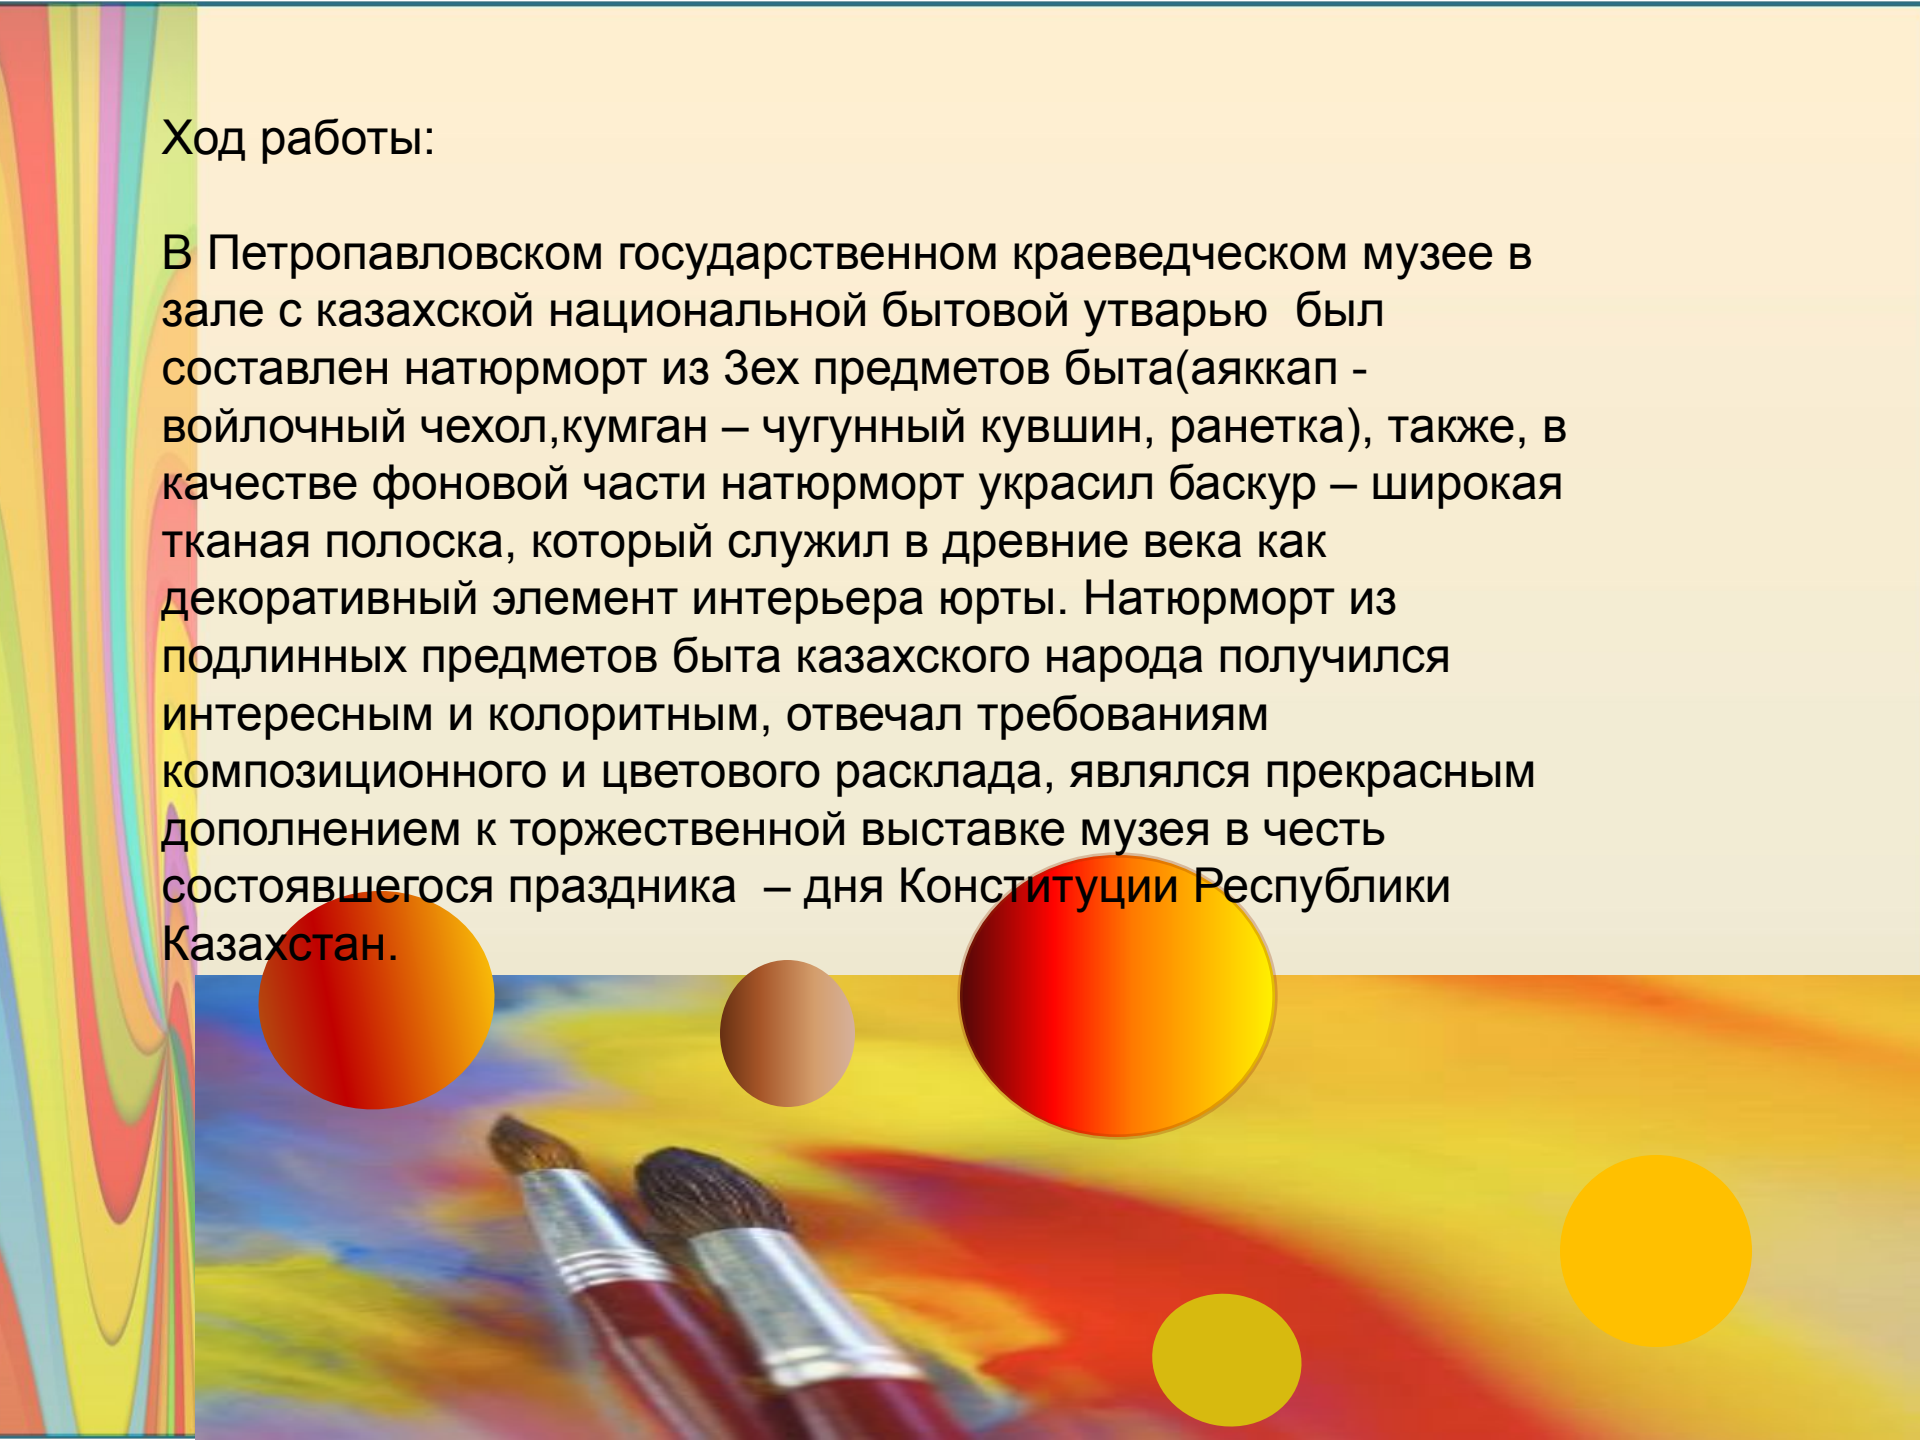 Ход работы:
В Петропавловском государственном краеведческом музее в
зале с казахской национальной бытовой утварью  был
составлен натюрморт из 3ех предметов быта(аяккап -
войлочный чехол,кумган – чугунный кувшин, ранетка), также, в
качестве фоновой части натюрморт украсил баскур – широкая
тканая полоска, который служил в древние века как
декоративный элемент интерьера юрты. Натюрморт из
подлинных предметов быта казахского народа получился
интересным и колоритным, отвечал требованиям
композиционного и цветового расклада, являлся прекрасным
дополнением к торжественной выставке музея в честь
состоявшегося праздника  – дня Конституции Республики
Казахстан.